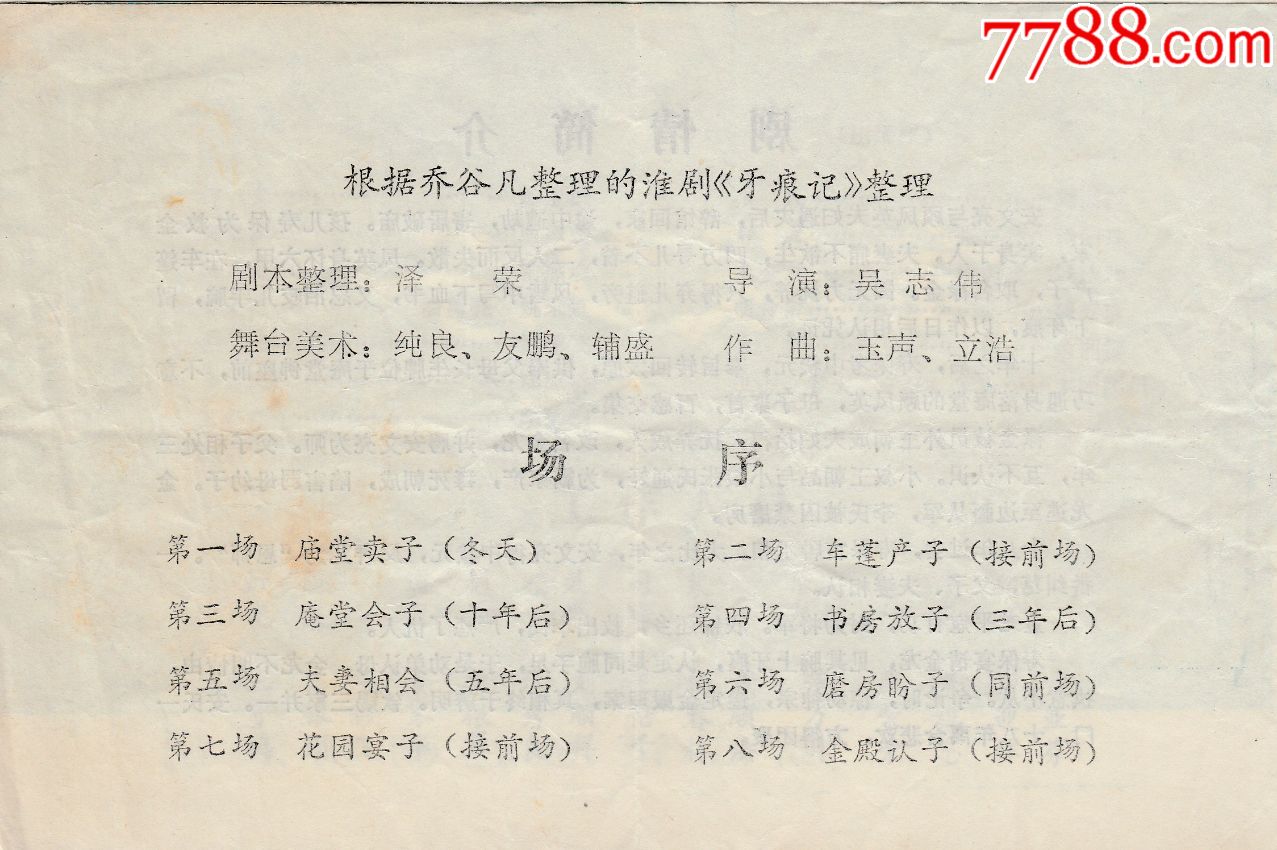 7788.com
根据乔谷凡整理的淮剧《牙痕记》整理
剧本整理：泽 荣 导 演：吴志伟
舞台美术：纯良、友鹏、辅盛 作 曲：玉声、立浩
场 序
第一场 庙堂卖子（冬天） 第二场 车蓬产子（接前场）
第三场 庵堂会子（十年后） 第四场 书房放子（三年后）
第五场 夫妻相会（五年后） 第六场 磨房盼子（同前场）
第七场 花园宴子（接前场） 第八场 金殿认子（接前场）